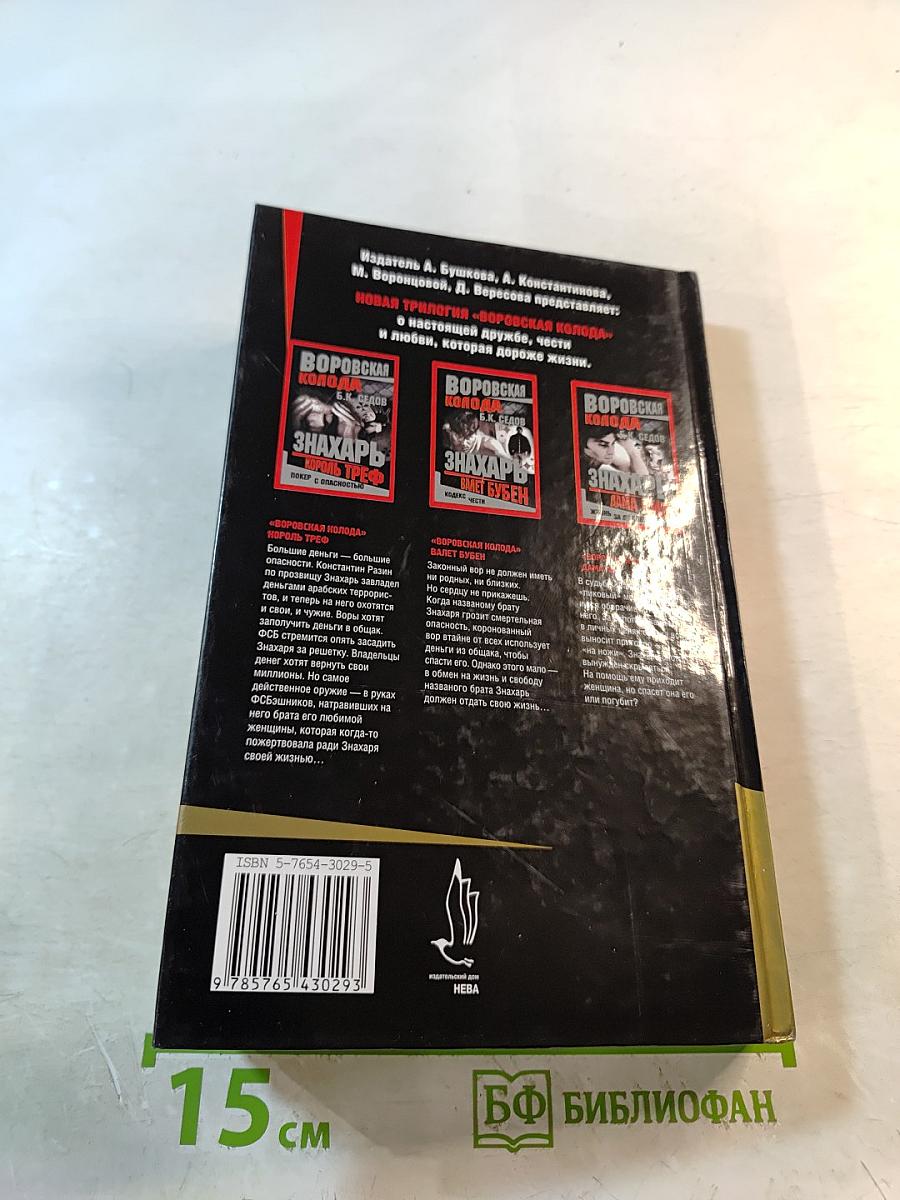 Издатель А. Бушкова, А. Константинова,
М. Воронцовой, Д. Вересова представляет:
НОВАЯ ТРИЛОГИЯ «ВОРОВСКАЯ КОЛОДА»
о настоящей дружбе, чести
и любви, которая дороже жизни.
ВОРОВСКАЯ
КОЛОДА
Б.К. СЕДОВ
ЗНАХАРЬ
КОРОЛЬ ТРЕФ
ПОКЕР С ОПАСНОСТЬЮ
ВОРОВСКАЯ
КОЛОДА
Б.К. СЕДОВ
ЗНАХАРЬ
ВАЛЕТ БУБЕН
КОДЕКС ЧЕСТИ
ВОРОВСКАЯ
КОЛОДА
Б.К. СЕДОВ
ЗНАХАРЬ
ДАМА
ЖИЗНЬ ЗА
«ВОРОВСКАЯ КОЛОДА»
КОРОЛЬ ТРЕФ
Большие деньги — большие
опасности. Константин Разин
по прозвищу Знахарь завладел
деньгами арабских террорис-
тов, и теперь на него охотятся
и свои, и чужие. Воры хотят
заполучить деньги в общак.
ФСБ стремится опять засадить
Знахаря за решетку. Владельцы
денег хотят вернуть свои
миллионы. Но самое
действенное оружие — в руках
ФСБэшников, натравивших на
него брата его любимой
женщины, которая когда-то
пожертвовала ради Знахаря
своей жизнью...
«ВОРОВСКАЯ КОЛОДА»
ВАЛЕТ БУБЕН
Законный вор не должен иметь
ни родных, ни близких.
Но сердцу не прикажешь.
Когда названому брату
Знахаря грозит смертельная
опасность, коронованный
вор втайне от всех использует
деньги из общака, чтобы
спасти его. Однако этого мало —
в обмен на жизнь и свободу
названого брата Знахарь
должен отдать свою жизнь...
В
него.
в личных
выносит
«на ножи».
вынужден
На помощь ему приходит
женщина, но спасет она его
или погубит?
ISBN 5-7654-3029-5
9 785765 430293
издательский дом
НЕВА
15 см
БФ БИБЛИОФАН